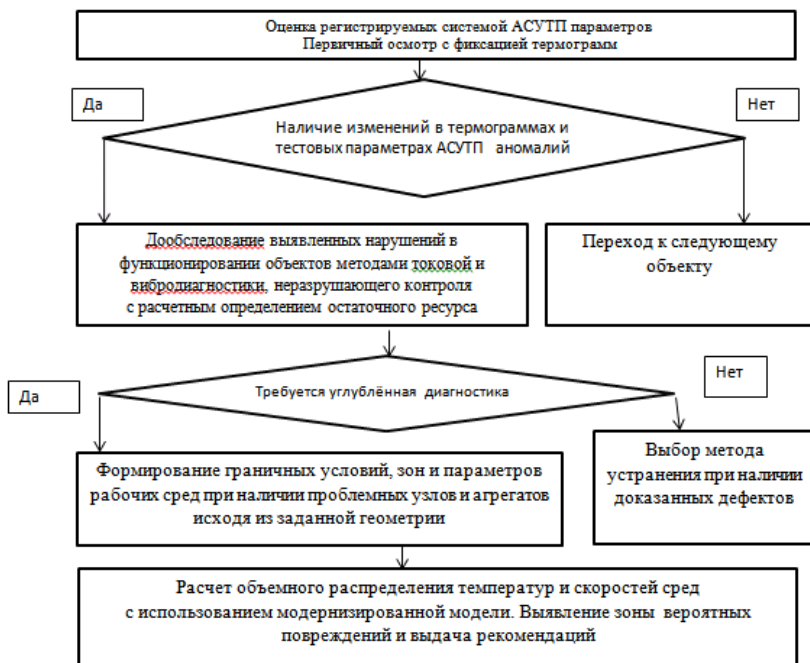 Оценка регистрируемых системой АСУТП параметров
Первичный осмотр с фиксацией термограмм
Да
Нет
Наличие изменений в термограммах и
тестовых параметрах АСУТП аномалий
Дообследование выявленных нарушений в
функционировании объектов методами токовой и
вибродиагностики, неразрушающего контроля
с расчетным определением остаточного ресурса
Переход к следующему
объекту
Да
Нет
Требуется углублённая диагностика
Формирование граничных условий, зон и параметров
рабочих сред при наличии проблемных узлов и агрегатов
исходя из заданной геометрии
Выбор метода
устранения при наличии
доказанных дефектов
Расчет объемного распределения температур и скоростей сред
с использованием модернизированной модели. Выявление зоны вероятных
повреждений и выдача рекомендаций